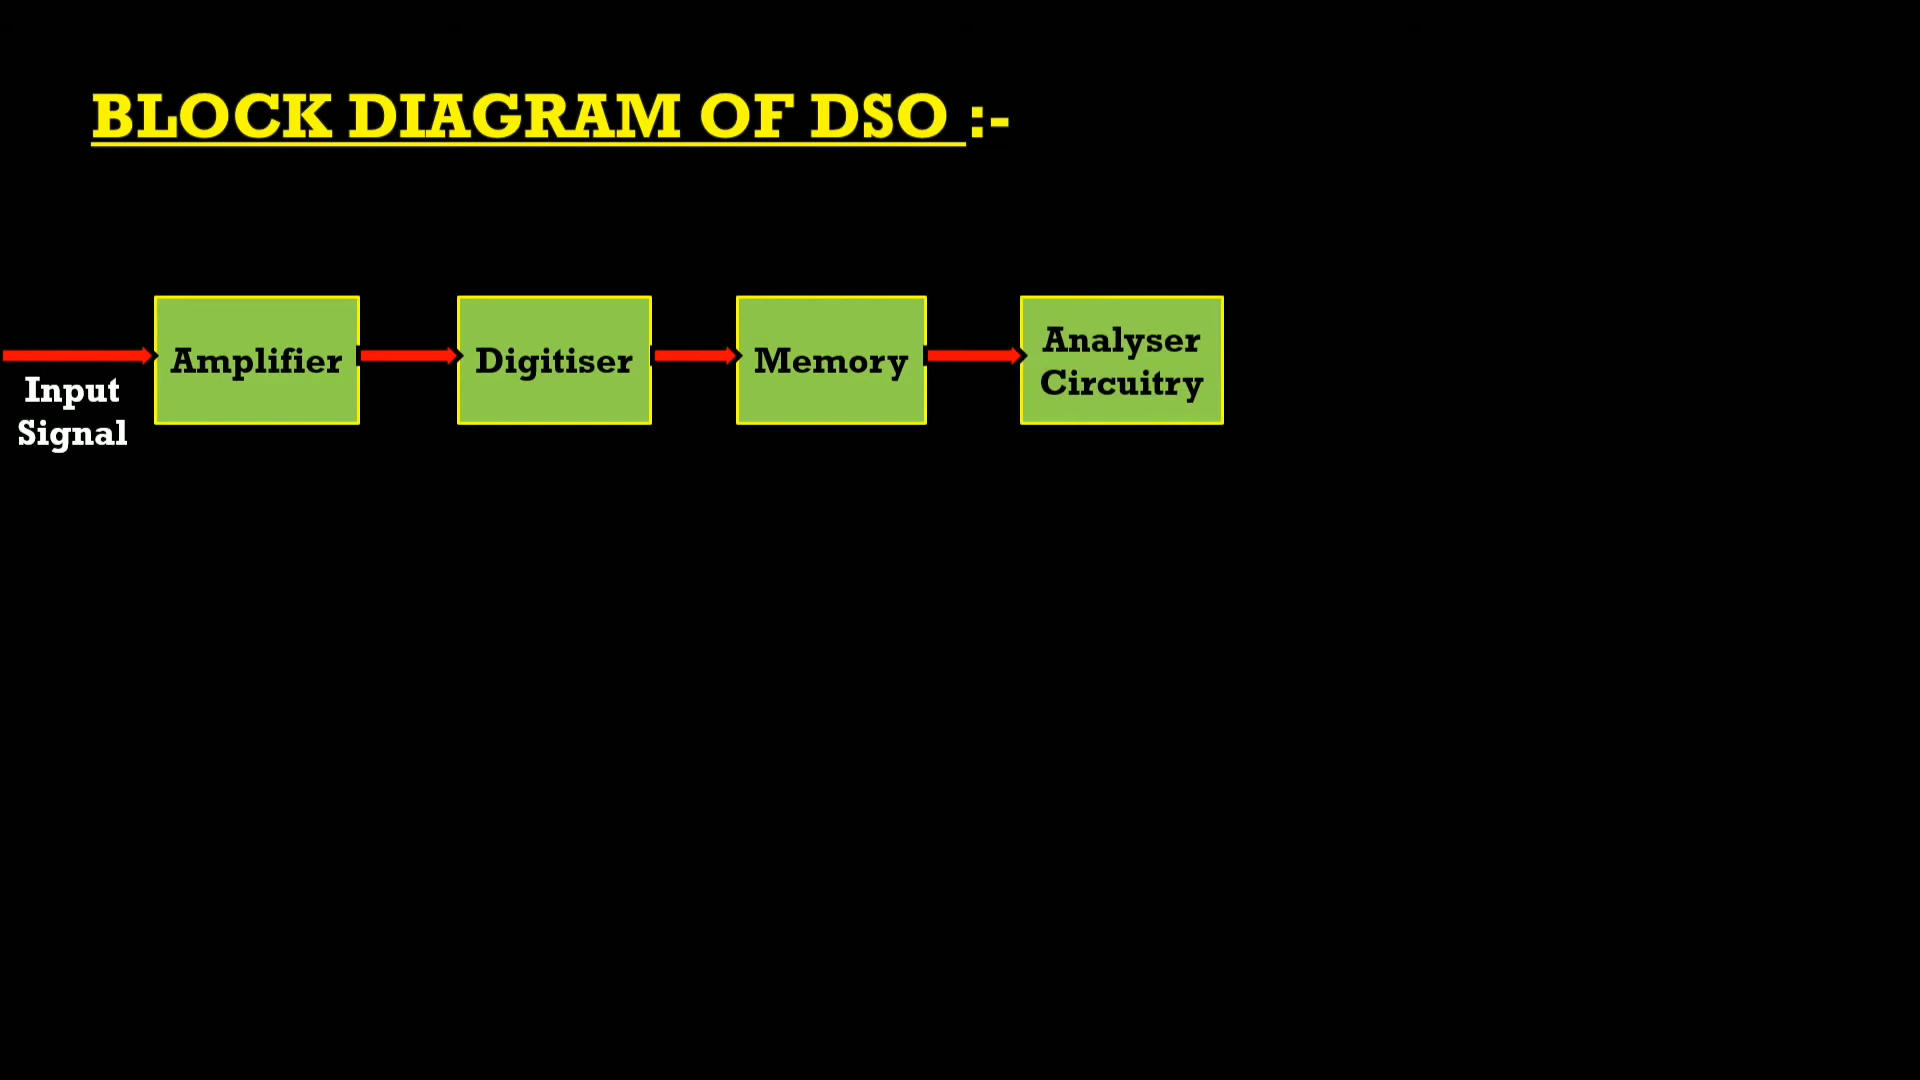 BLOCK DIAGRAM OF DSO :-
Input
Signal
Amplifier
Digitiser
Memory
Analyser
Circuitry